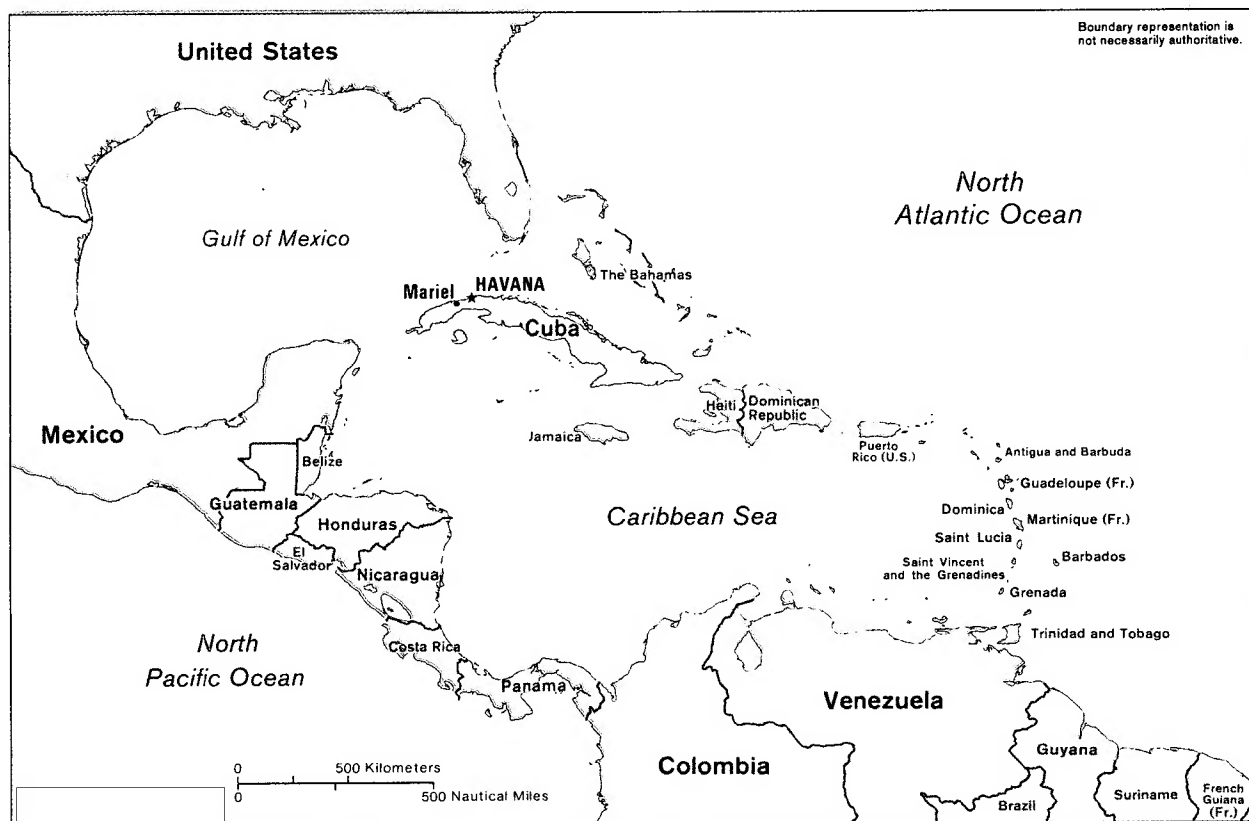 Boundary representation is
not necessarily authoritative.
United States
North
Atlantic Ocean
Gulf of Mexico
The Bahamas
Mariel
HAVANA
Cuba
Haiti
Dominican
Republic
Mexico
Jamaica
Puerto
Rico (U.S.)
Belize
Antigua and Barbuda
Guadeloupe (Fr.)
Guatemala
Dominica
Honduras
Caribbean Sea
Martinique (Fr.)
Saint Lucia
El
Salvador
Nicaragua
Saint Vincent
and the Grenadines
Barbados
Grenada
North
Pacific Ocean
Costa Rica
Trinidad and Tobago
Panama
Venezuela
Guyana
Colombia
0 500 Kilometers
0 500 Nautical Miles
Brazil
Suriname
French
Guiana
(Fr.)